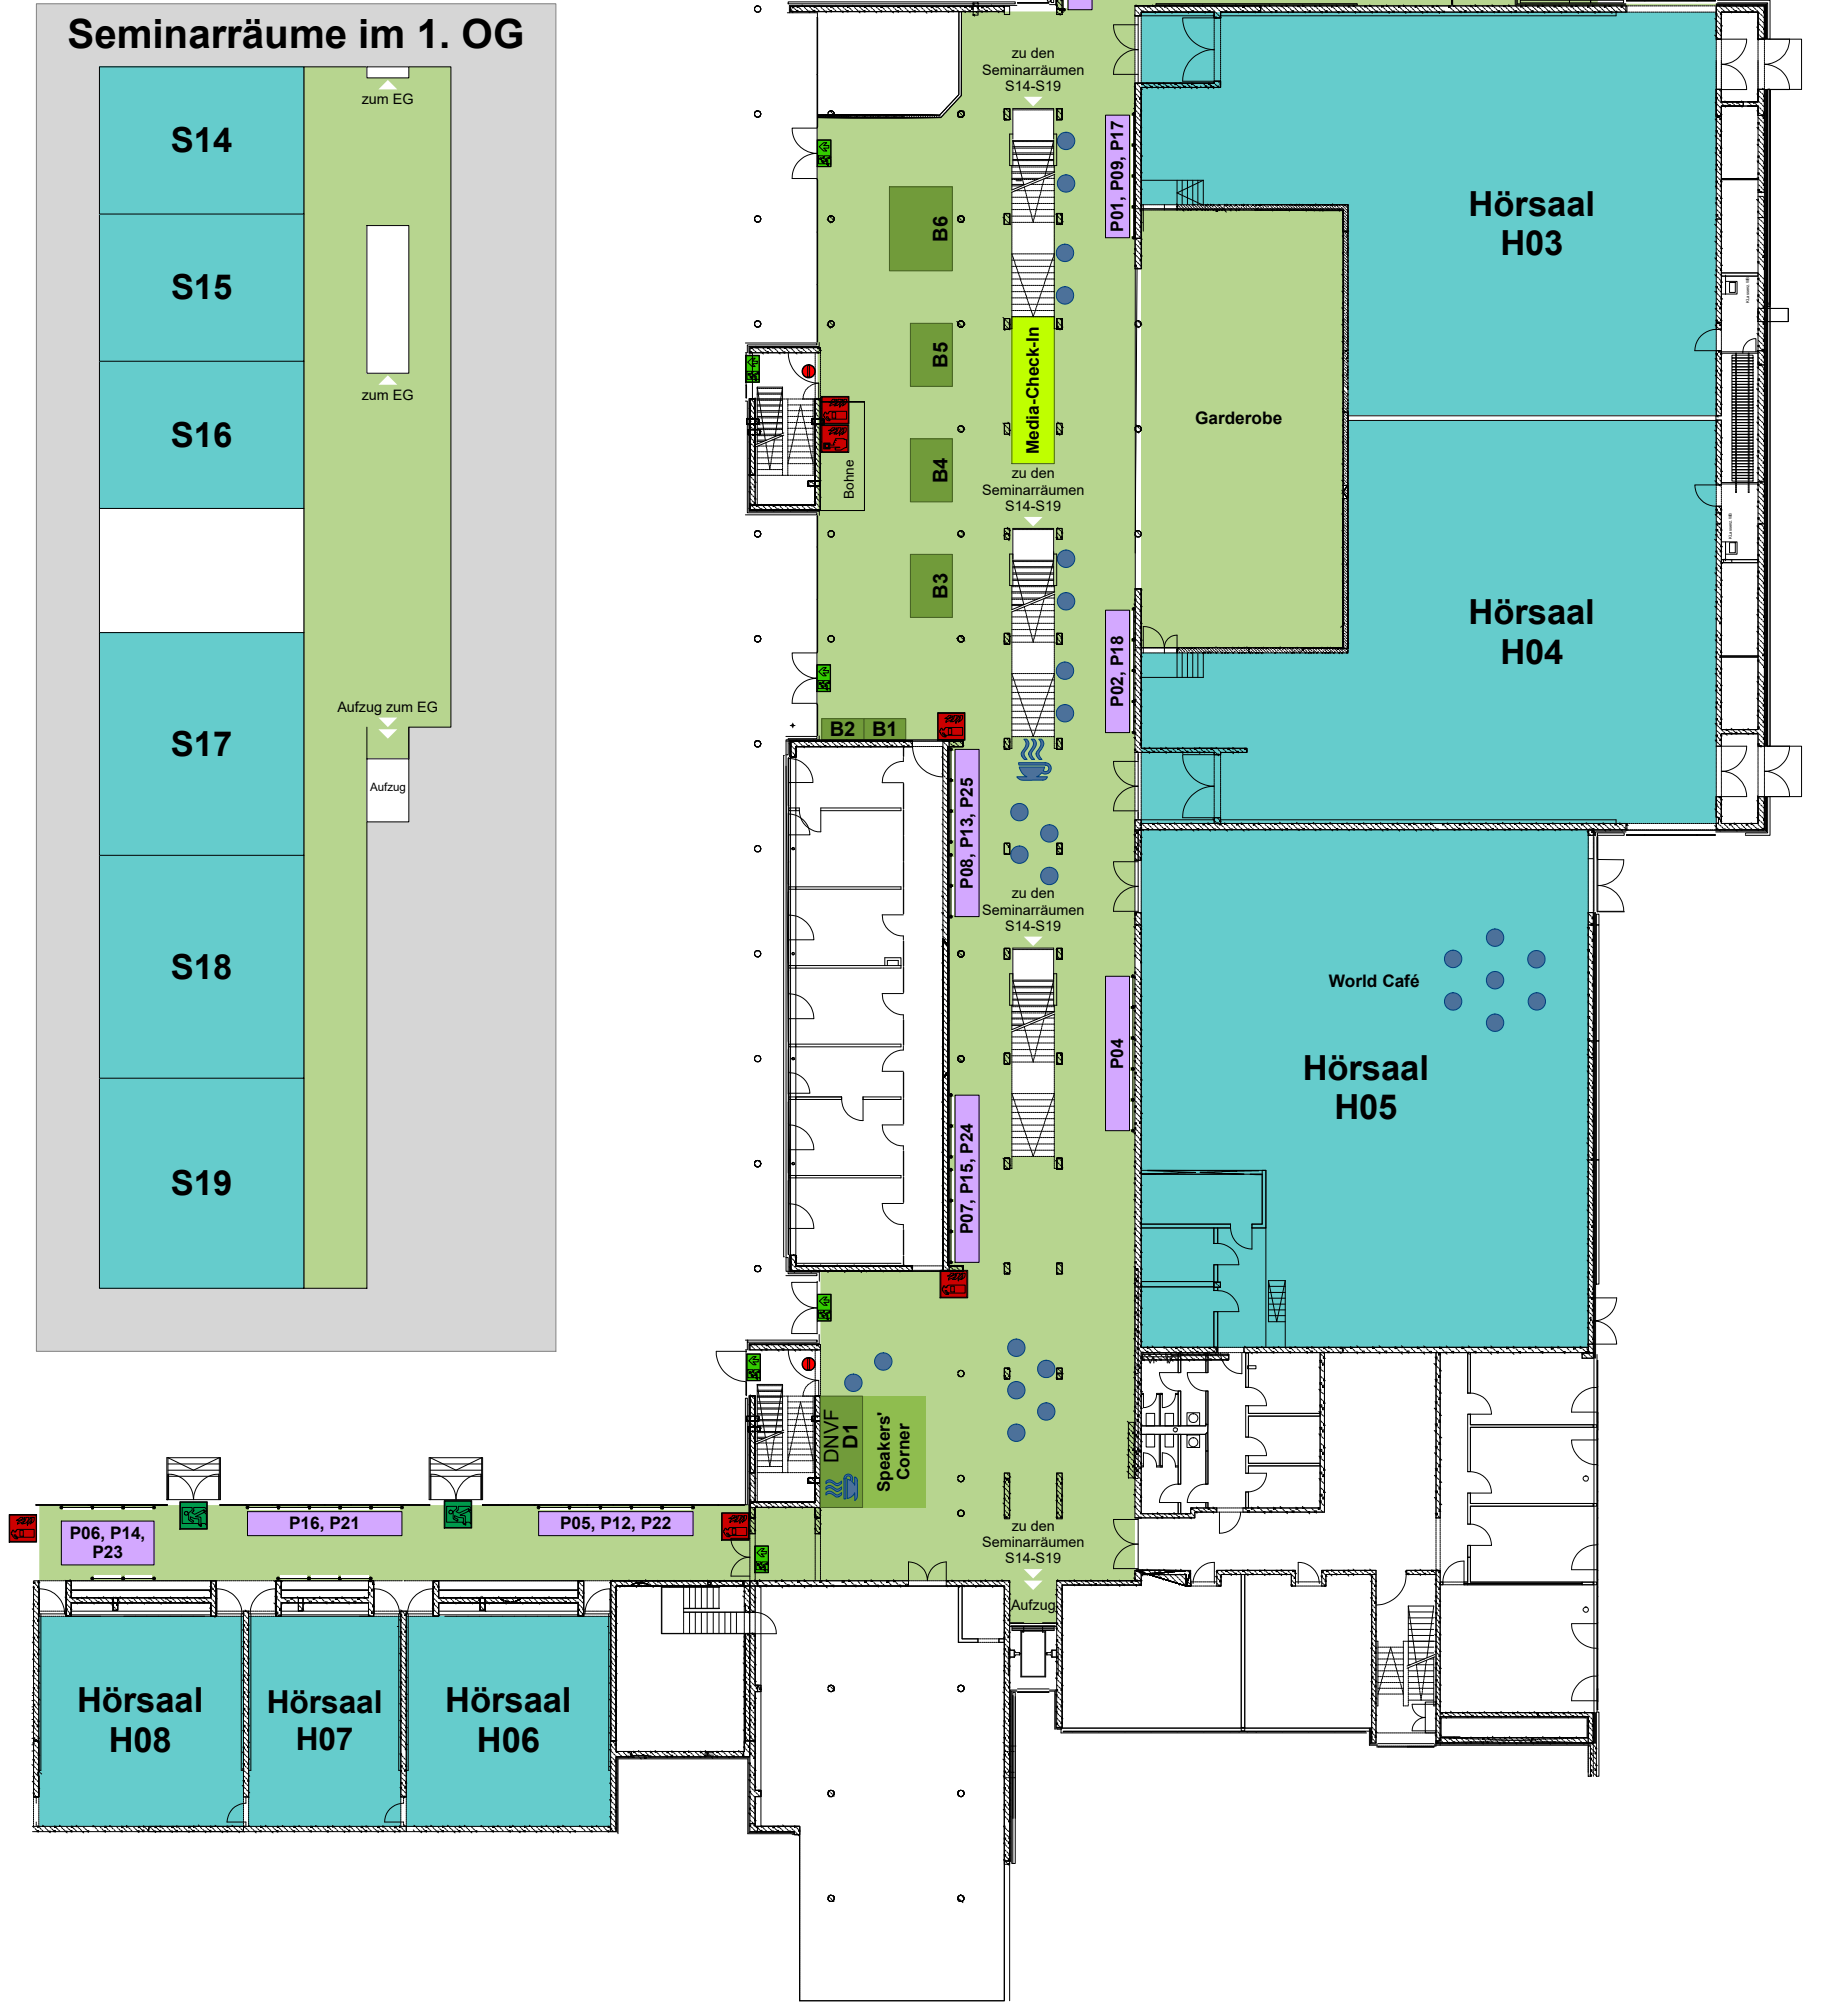 Seminarräume im 1. OG
zum EG
S14
S15
zum EG
S16
Aufzug zum EG
S17
Aufzug
S18
S19
zu den
Seminarräumen
S14-S19
P01, P09, P17
B6
Hörsaal
H03
B5
Media-Check-In
Garderobe
B4
Bohne
zu den
Seminarräumen
S14-S19
B3
P02, P18
Hörsaal
H04
B2
B1
P08, P13, P25
zu den
Seminarräumen
S14-S19
World Café
P04
Hörsaal
H05
P07, P15, P24
DNVF
D1
Speakers'
Corner
P06, P14,
P23
P16, P21
P05, P12, P22
zu den
Seminarräumen
S14-S19
Aufzug
Hörsaal
H08
Hörsaal
H07
Hörsaal
H06